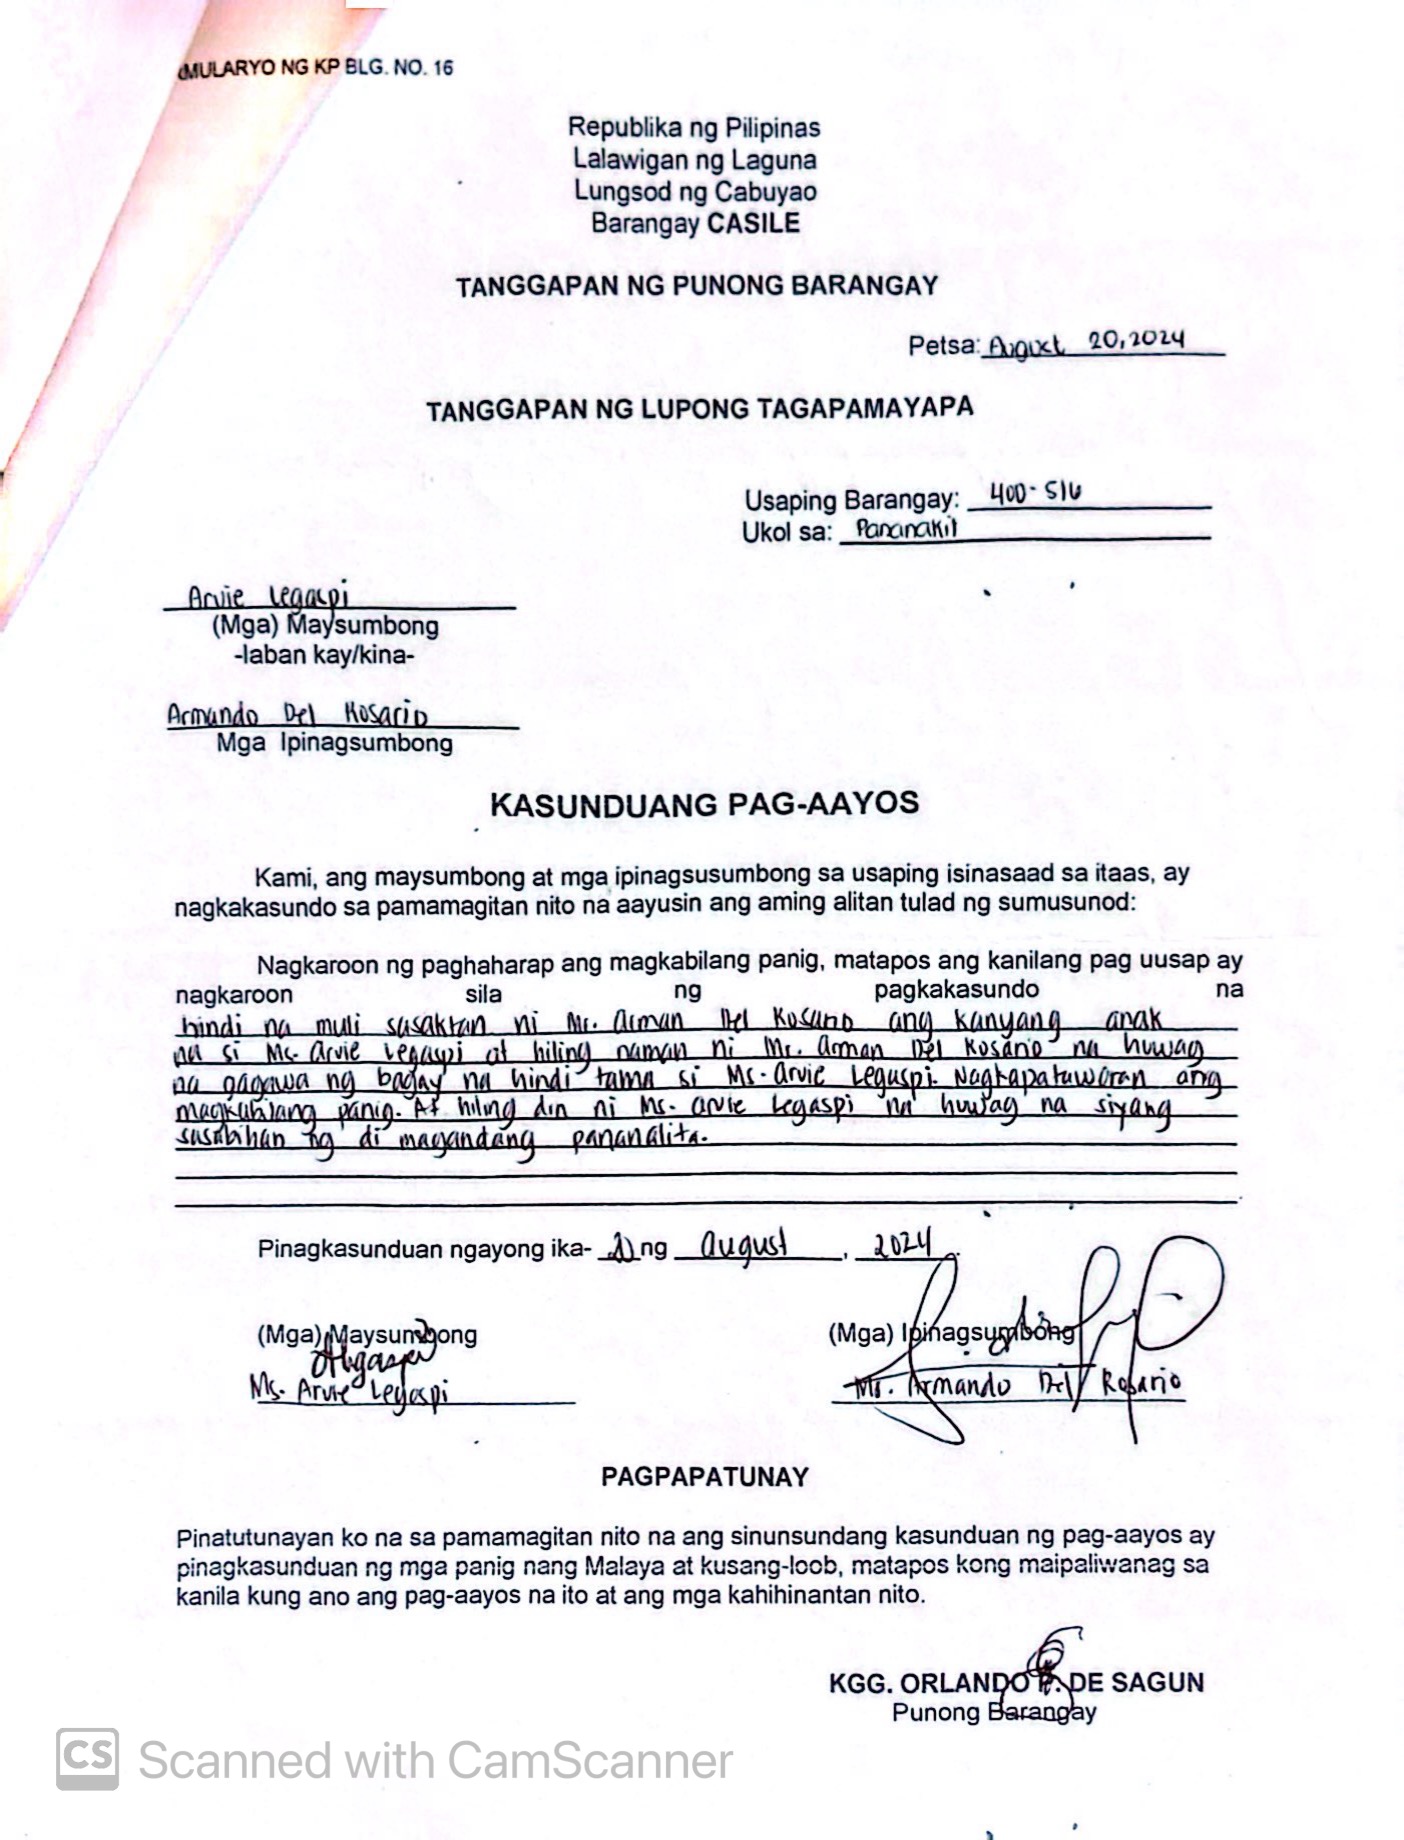 MULARYO NG KP BLG. NO. 16
Republika ng Pilipinas
Lalawigan ng Laguna
Lungsod ng Cabuyao
Barangay CASILE
TANGGAPAN NG PUNONG BARANGAY
Petsa: August 20, 2024
TANGGAPAN NG LUPONG TAGAPAMAYAPA
Usaping Barangay: 400-516
Ukol sa: Pananakit
Arvie Legaspi
(Mga) Maysumbong
-laban kay/kina-
Armando Del Rosario
Mga Ipinagsumbong
KASUNDUANG PAG-AAYOS
Kami, ang maysumbong at mga ipinagsusumbong sa usaping isinasaad sa itaas, ay
nagkakasundo sa pamamagitan nito na aayusin ang aming alitan tulad ng sumusunod:
Nagkaroon ng paghaharap ang magkabilang panig, matapos ang kanilang pag uusap ay
nagkaroon sila ng pagkakasundo na
hindi na muli sasaktan ni Mr. Arman Del Rosario ang kanyang anak
na si Ms. Arvie Legaspi at hiling naman ni Mr. Arman Del Rosario na huwag
na gagawa ng bagay na hindi tama si Ms. Arvie Legaspi. Nagkapatawaran ang
magkabilang panig. At hiling din ni Ms. Arvie Legaspi na huwag na siyang
sasabihan ng di magandang pananalita.
Pinagkasunduan ngayong ika- 20 ng August, 2024.
(Mga) Maysumbong
Ms. Arvie Legaspi
(Mga) Ipinagsumbong
Mr. Armando Del Rosario
PAGPAPATUNAY
Pinatutunayan ko na sa pamamagitan nito na ang sinunsundang kasunduan ng pag-aayos ay
pinagkasunduan ng mga panig nang Malaya at kusang-loob, matapos kong maipaliwanag sa
kanila kung ano ang pag-aayos na ito at ang mga kahihinantan nito.
KGG. ORLANDO DE SAGUN
Punong Barangay
CS Scanned with CamScanner